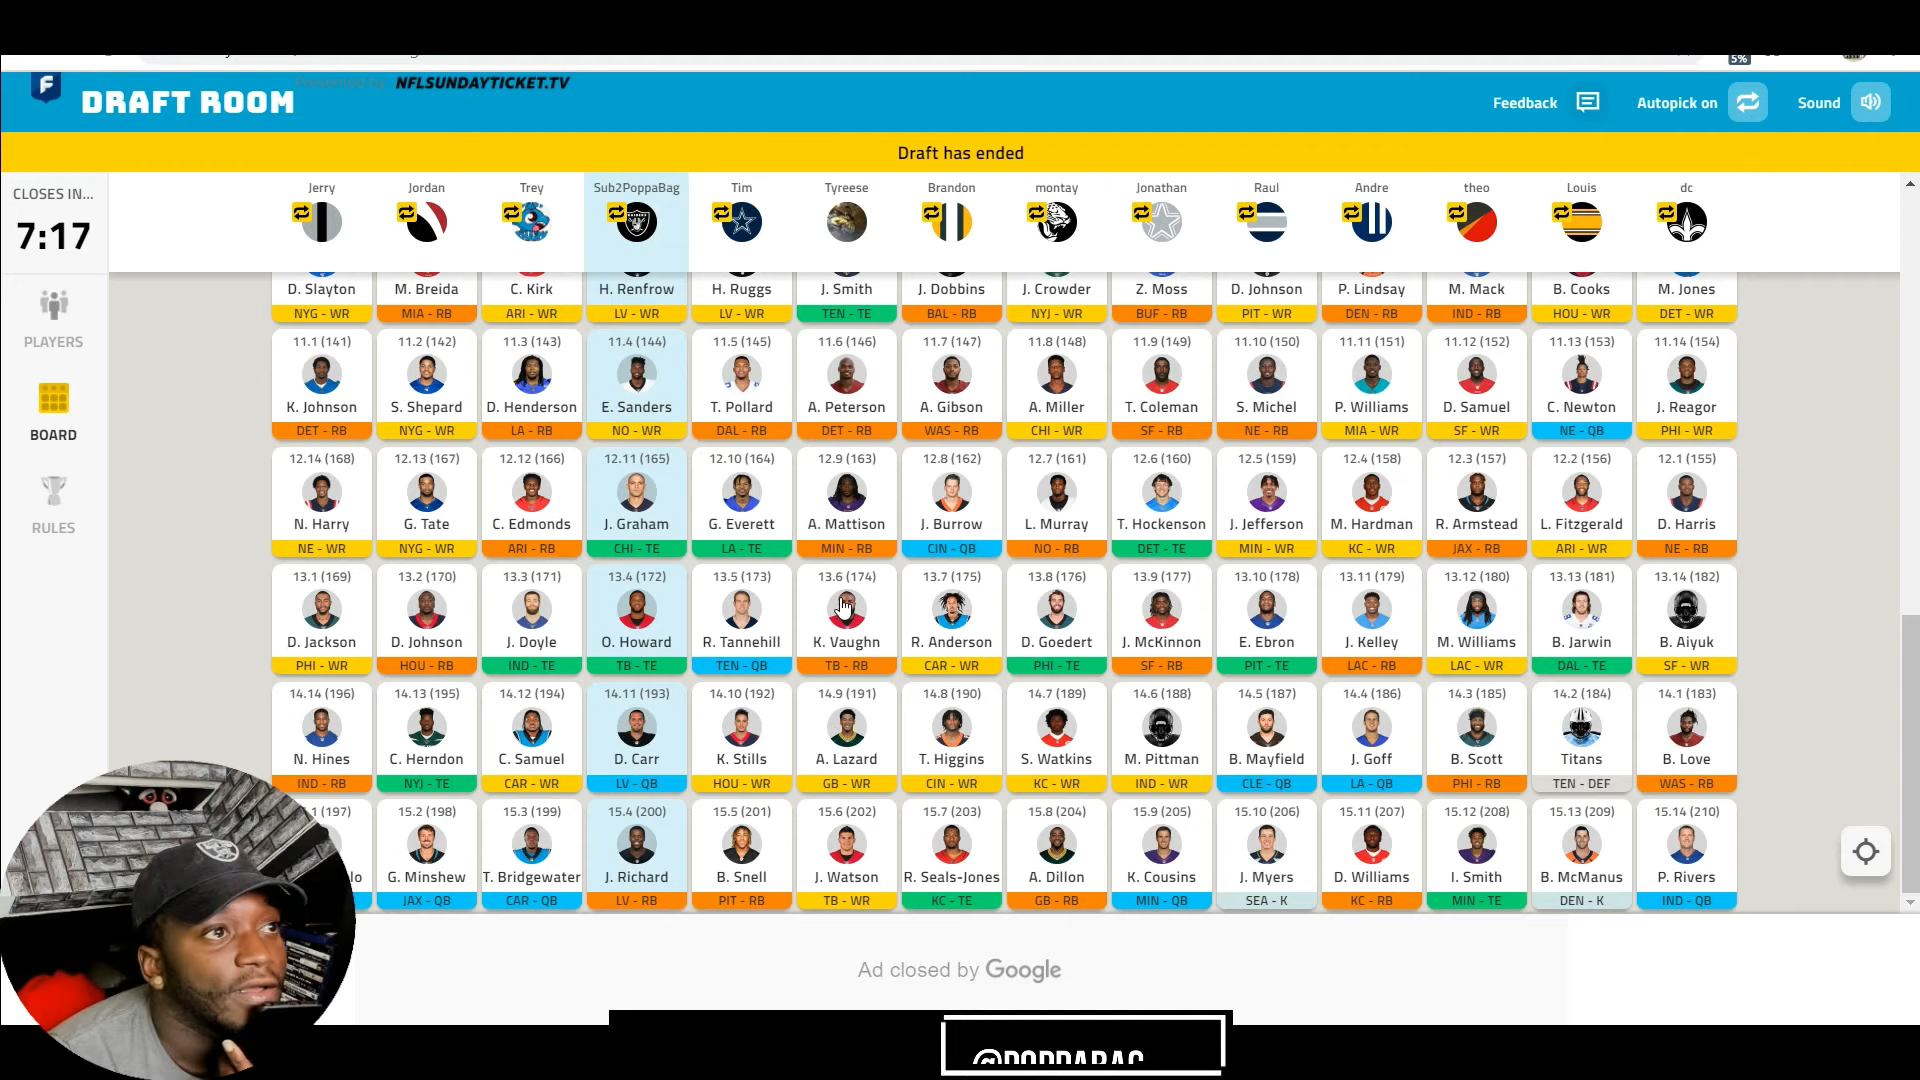 5%
F
DRAFT ROOM
Presented by NFLSUNDAYTICKET.TV
Feedback Autopick on Sound
Draft has ended
CLOSES IN...
7:17
PLAYERS
BOARD
RULES
Jerry Jordan Trey Sub2PoppaBag Tim Tyreese Brandon montay Jonathan Raul Andre theo Louis dc
D. Slayton M. Breida C. Kirk H. Renfrow H. Ruggs J. Smith J. Dobbins J. Crowder Z. Moss D. Johnson P. Lindsay M. Mack B. Cooks M. Jones
NYG - WR MIA - RB ARI - WR LV - WR LV - WR TEN - TE BAL - RB NYJ - WR BUF - RB PIT - WR DEN - RB IND - RB HOU - WR DET - WR
11.1 (141) 11.2 (142) 11.3 (143) 11.4 (144) 11.5 (145) 11.6 (146) 11.7 (147) 11.8 (148) 11.9 (149) 11.10 (150) 11.11 (151) 11.12 (152) 11.13 (153) 11.14 (154)
K. Johnson S. Shepard D. Henderson E. Sanders T. Pollard A. Peterson A. Gibson A. Miller T. Coleman S. Michel P. Williams D. Samuel C. Newton J. Reagor
DET - RB NYG - WR LA - RB NO - WR DAL - RB DET - RB WAS - RB CHI - WR SF - RB NE - RB MIA - WR SF - WR NE - QB PHI - WR
12.14 (168) 12.13 (167) 12.12 (166) 12.11 (165) 12.10 (164) 12.9 (163) 12.8 (162) 12.7 (161) 12.6 (160) 12.5 (159) 12.4 (158) 12.3 (157) 12.2 (156) 12.1 (155)
N. Harry G. Tate C. Edmonds J. Graham G. Everett A. Mattison J. Burrow L. Murray T. Hockenson J. Jefferson M. Hardman R. Armstead L. Fitzgerald D. Harris
NE - WR NYG - WR ARI - RB CHI - TE LA - TE MIN - RB CIN - QB NO - RB DET - TE MIN - WR KC - WR JAX - RB ARI - WR NE - RB
13.1 (169) 13.2 (170) 13.3 (171) 13.4 (172) 13.5 (173) 13.6 (174) 13.7 (175) 13.8 (176) 13.9 (177) 13.10 (178) 13.11 (179) 13.12 (180) 13.13 (181) 13.14 (182)
D. Jackson D. Johnson J. Doyle O. Howard R. Tannehill K. Vaughn R. Anderson D. Goedert J. McKinnon E. Ebron J. Kelley M. Williams B. Jarwin B. Aiyuk
PHI - WR HOU - RB IND - TE TB - TE TEN - QB TB - RB CAR - WR PHI - TE SF - RB PIT - TE LAC - RB LAC - WR DAL - TE SF - WR
14.14 (196) 14.13 (195) 14.12 (194) 14.11 (193) 14.10 (192) 14.9 (191) 14.8 (190) 14.7 (189) 14.6 (188) 14.5 (187) 14.4 (186) 14.3 (185) 14.2 (184) 14.1 (183)
N. Hines C. Herndon C. Samuel D. Carr K. Stills A. Lazard T. Higgins S. Watkins M. Pittman B. Mayfield J. Goff B. Scott Titans B. Love
IND - RB NYJ - TE CAR - WR LV - QB HOU - WR GB - WR CIN - WR KC - WR IND - WR CLE - QB LA - QB PHI - RB TEN - DEF WAS - RB
.1 (197) 15.2 (198) 15.3 (199) 15.4 (200) 15.5 (201) 15.6 (202) 15.7 (203) 15.8 (204) 15.9 (205) 15.10 (206) 15.11 (207) 15.12 (208) 15.13 (209) 15.14 (210)
lo G. Minshew T. Bridgewater J. Richard B. Snell J. Watson R. Seals-Jones A. Dillon K. Cousins J. Myers D. Williams I. Smith B. McManus P. Rivers
JAX - QB CAR - QB LV - RB PIT - RB TB - WR KC - TE GB - RB MIN - QB SEA - K KC - RB MIN - TE DEN - K IND - QB
Ad closed by Google
@POPPABAG